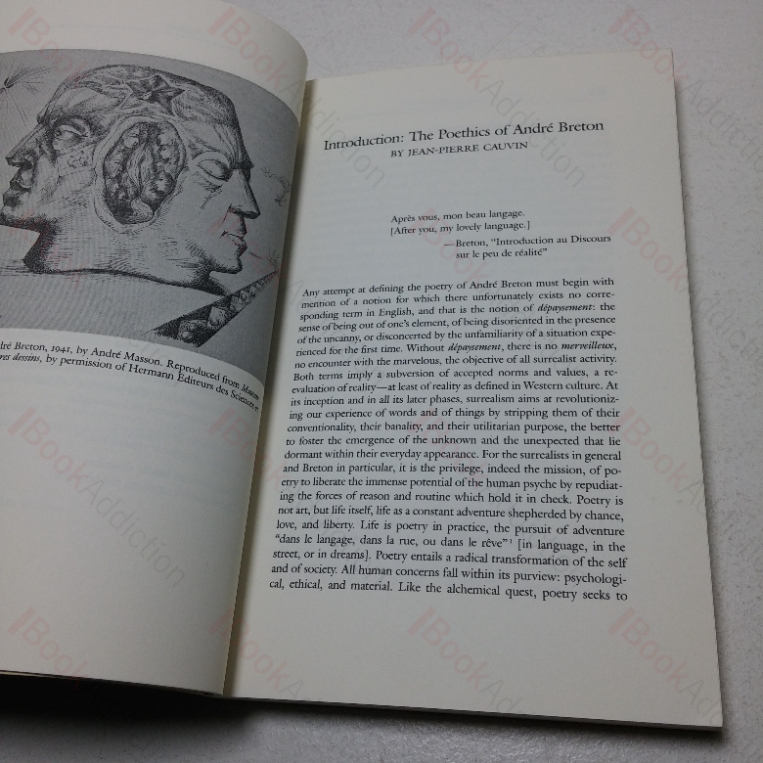 dré Breton, 1941, by André Masson. Reproduced from Masson
res dessins, by permission of Hermann Éditeurs des Sciences et
Introduction: The Poethics of André Breton
BY JEAN-PIERRE CAUVIN
Après vous, mon beau langage.
[After you, my lovely language.]
—Breton, "Introduction au Discours
sur le peu de réalité"
Any attempt at defining the poetry of André Breton must begin with
mention of a notion for which there unfortunately exists no corre-
sponding term in English, and that is the notion of dépaysement: the
sense of being out of one's element, of being disoriented in the presence
of the uncanny, or disconcerted by the unfamiliarity of a situation expe-
rienced for the first time. Without dépaysement, there is no merveilleux,
no encounter with the marvelous, the objective of all surrealist activity.
Both terms imply a subversion of accepted norms and values, a re-
evaluation of reality—at least of reality as defined in Western culture. At
its inception and in all its later phases, surrealism aims at revolutioniz-
ing our experience of words and of things by stripping them of their
conventionality, their banality, and their utilitarian purpose, the better
to foster the emergence of the unknown and the unexpected that lie
dormant within their everyday appearance. For the surrealists in general
and Breton in particular, it is the privilege, indeed the mission, of po-
etry to liberate the immense potential of the human psyche by repudiat-
ing the forces of reason and routine which hold it in check. Poetry is
not art, but life itself, life as a constant adventure shepherded by chance,
love, and liberty. Life is poetry in practice, the pursuit of adventure
"dans le langage, dans la rue, ou dans le rêve"¹ [in language, in the
street, or in dreams]. Poetry entails a radical transformation of the self
and of society. All human concerns fall within its purview: psychologi-
cal, ethical, and material. Like the alchemical quest, poetry seeks to
BookAddiction